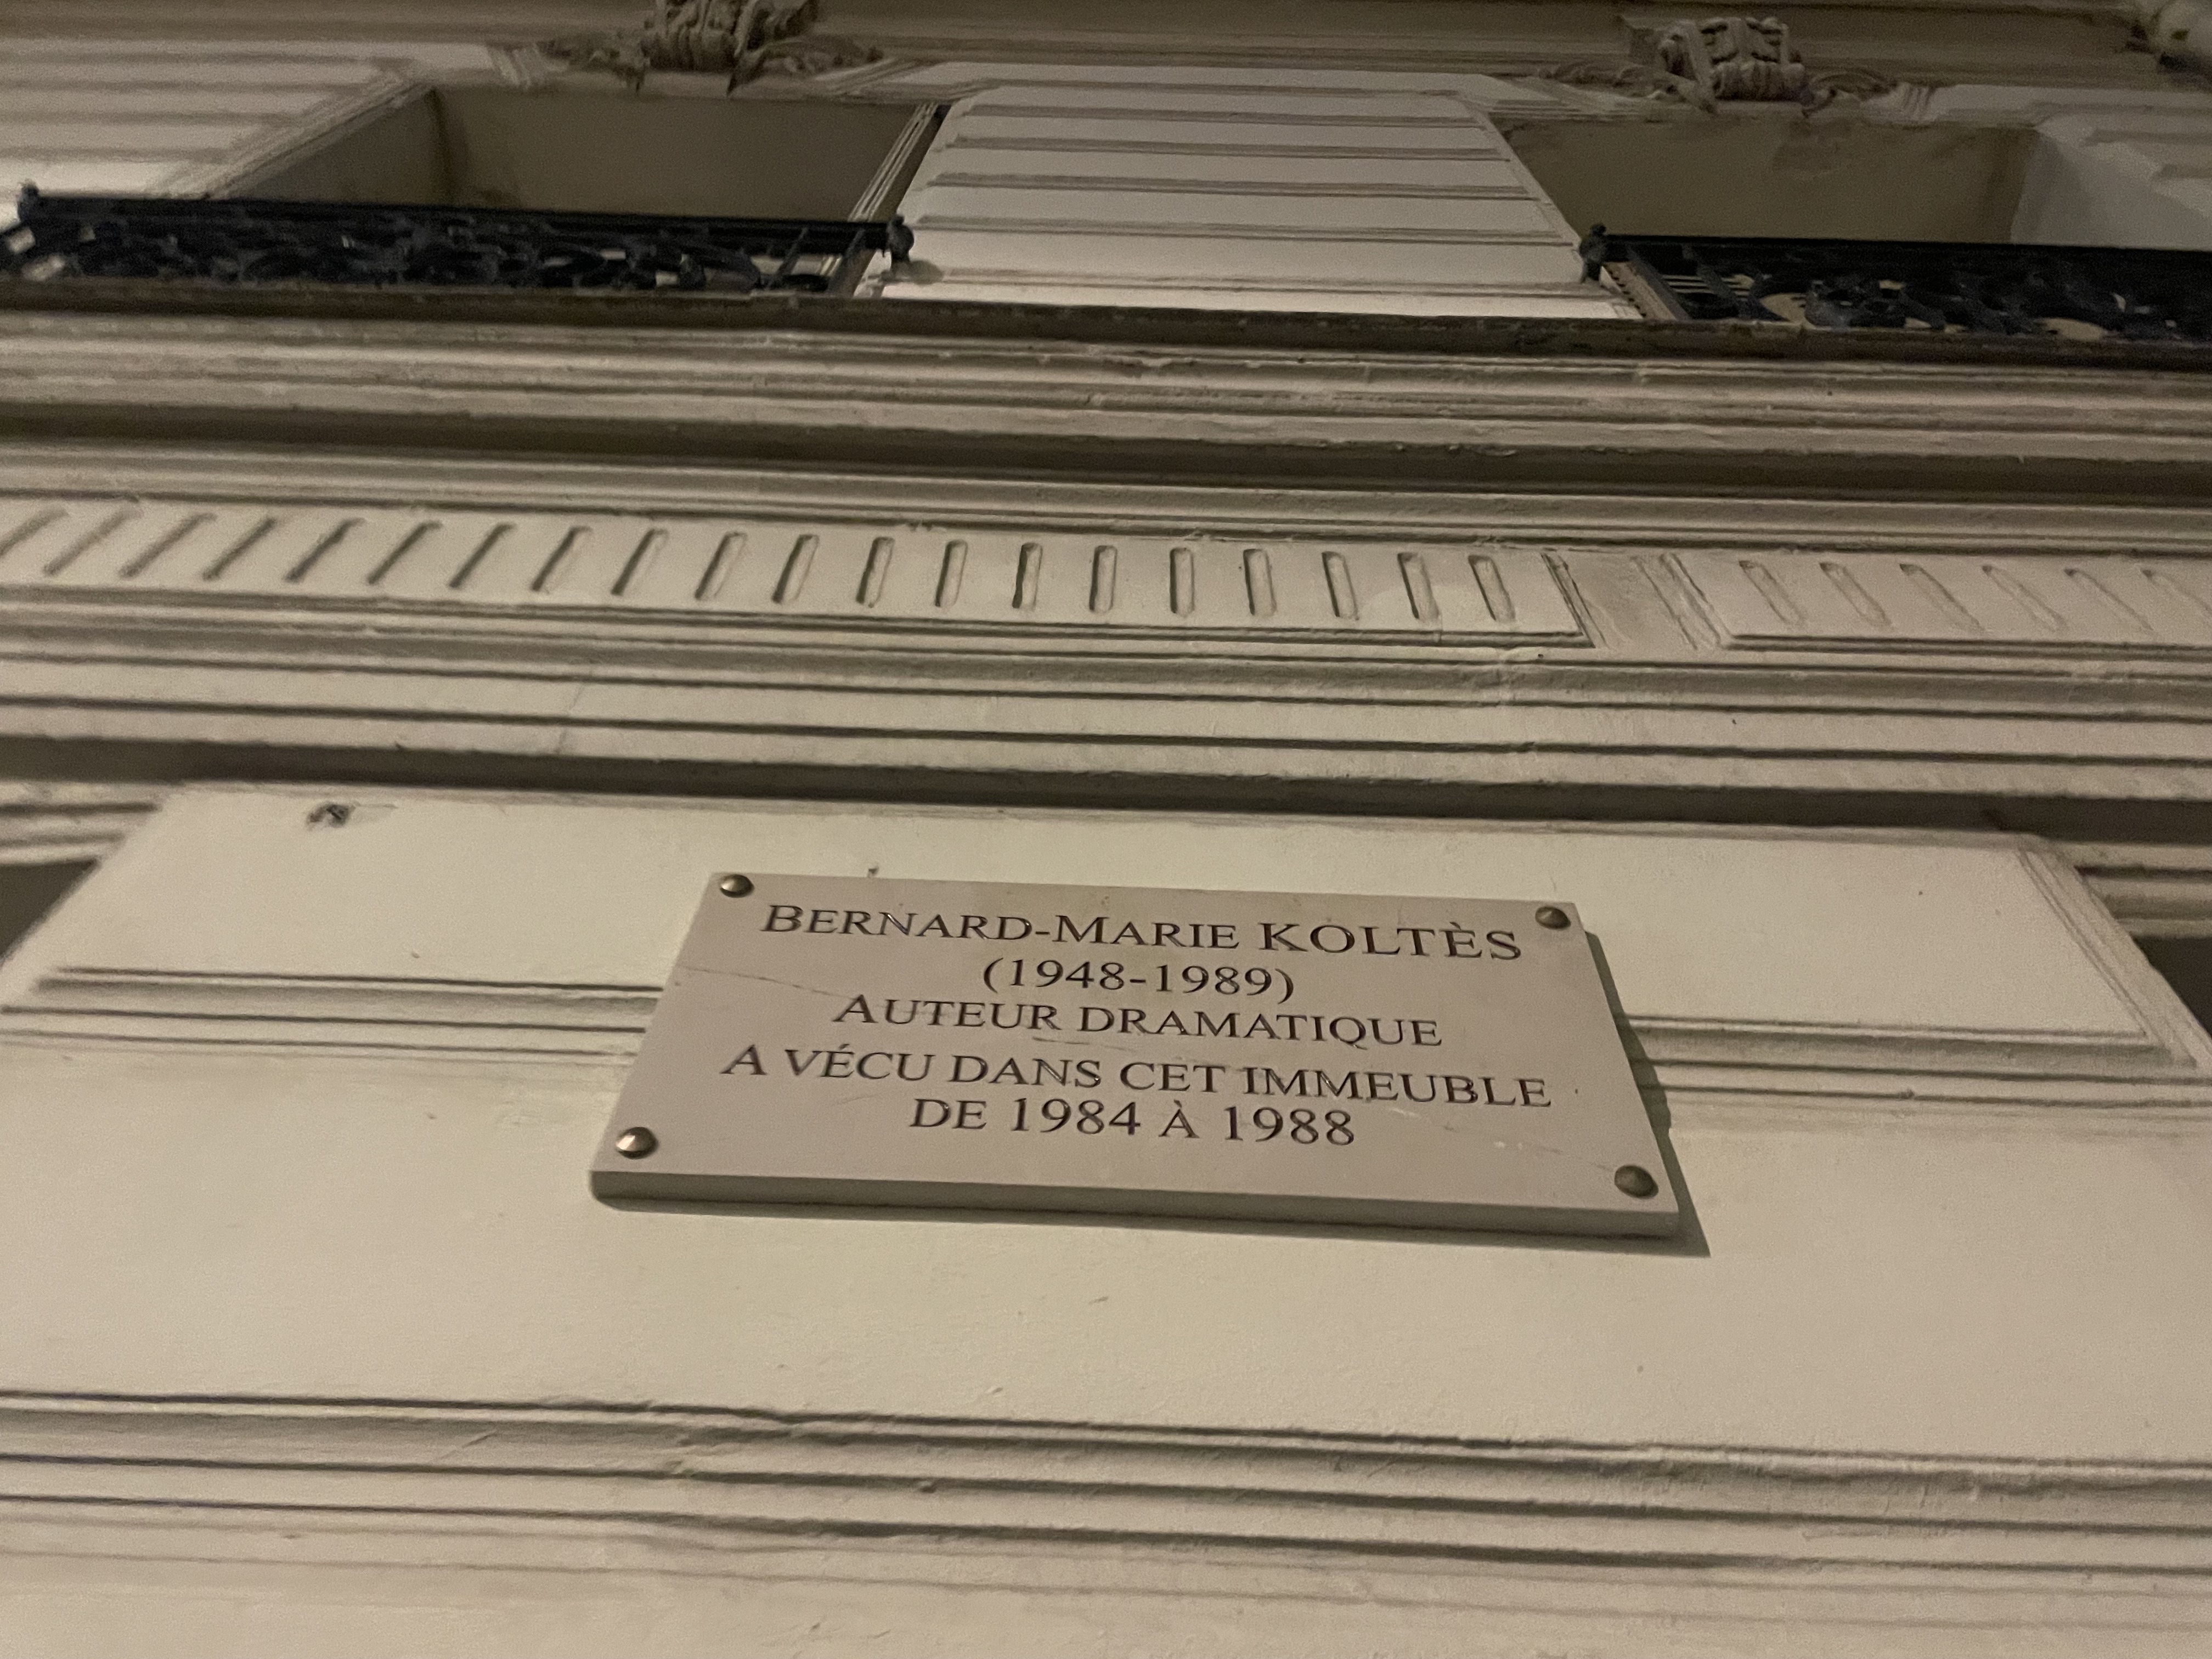 BERNARD-MARIE KOLTÈS
(1948-1989)
AUTEUR DRAMATIQUE
A VÉCU DANS CET IMMEUBLE
DE 1984 À 1988